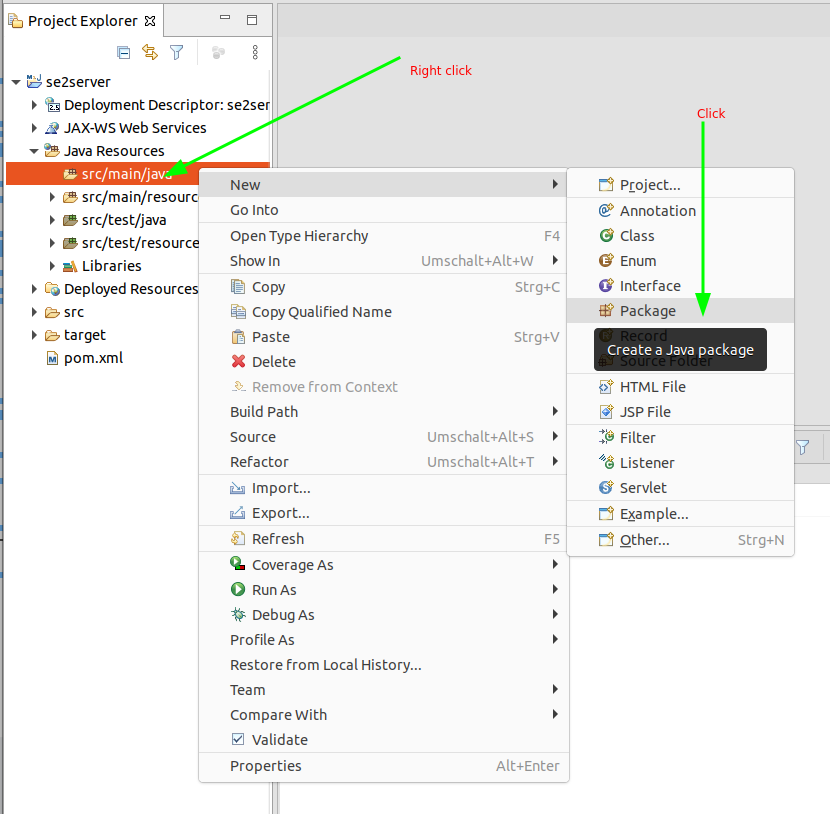 Project Explorer
Right click
Click
se2server
Deployment Descriptor: se2ser
JAX-WS Web Services
Java Resources
src/main/java
src/main/resourc
src/test/java
src/test/resource
Libraries
Deployed Resources
src
target
pom.xml
New
Go Into
Open Type Hierarchy F4
Show In Umschalt+Alt+W
Copy Strg+C
Copy Qualified Name
Paste Strg+V
Delete
Remove from Context
Build Path
Source Umschalt+Alt+S
Refactor Umschalt+Alt+T
Import...
Export...
Refresh F5
Coverage As
Run As
Debug As
Profile As
Restore from Local History...
Team
Compare With
Validate
Properties Alt+Enter
Project...
Annotation
Class
Enum
Interface
Package
Record
Create a Java package
Source Folder
HTML File
JSP File
Filter
Listener
Servlet
Example...
Other... Strg+N